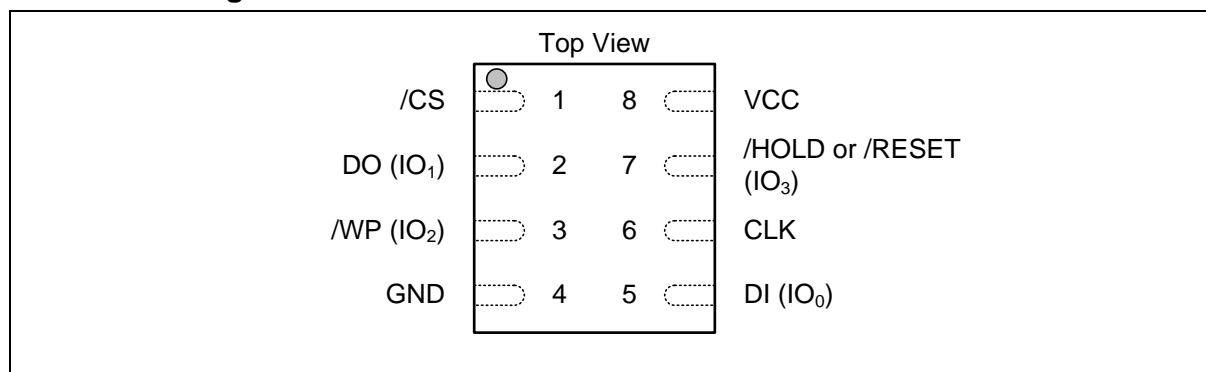 Top View
/CS 1 8 VCC
DO (IO₁) 2 7 /HOLD or /RESET
(IO₃)
/WP (IO₂) 3 6 CLK
GND 4 5 DI (IO₀)